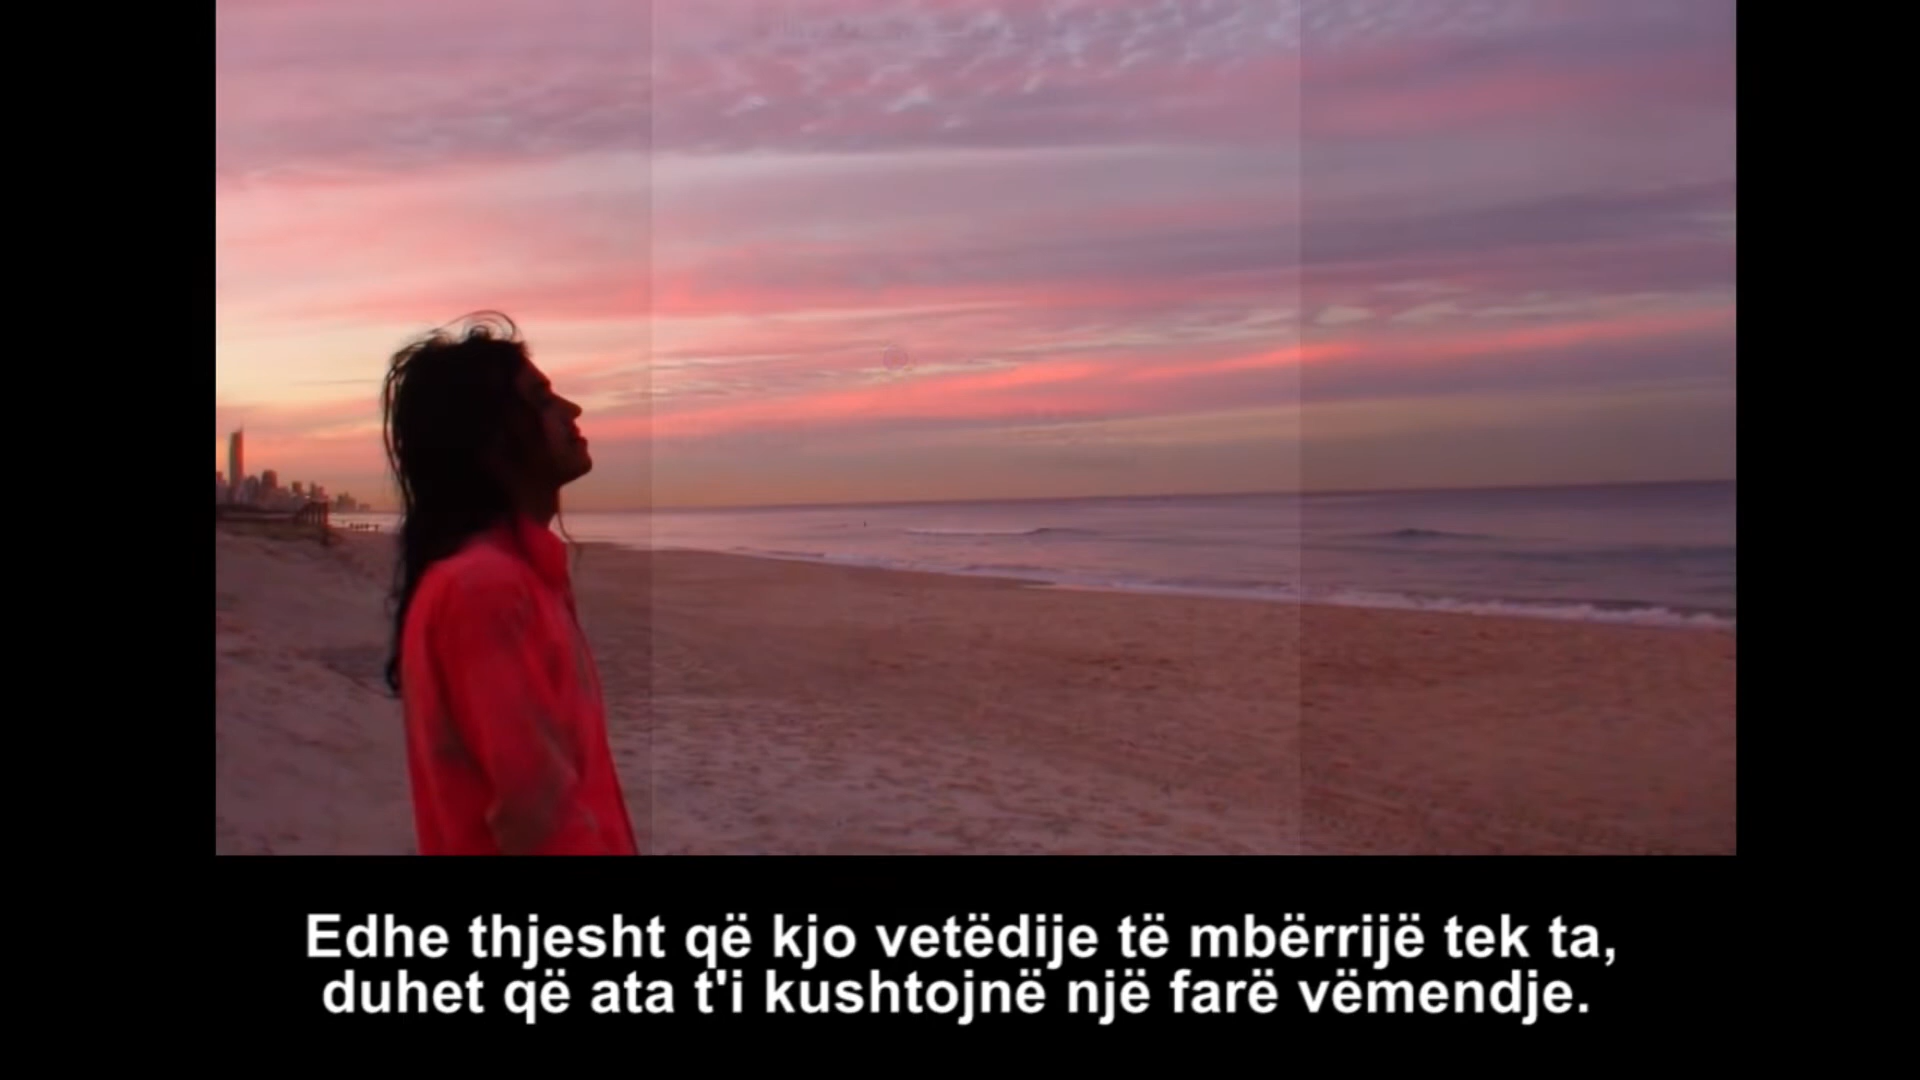 Edhe thjesht që kjo vetëdije të mbërrijë tek ta,
duhet që ata t'i kushtojnë një farë vëmendje.